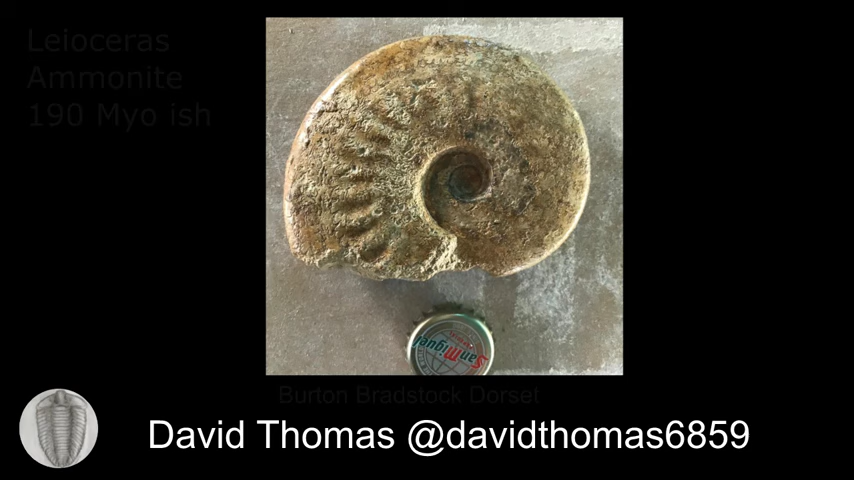 Leioceras
Ammonite
190 Myo ish
San Miguel
Burton Bradstock Dorset
David Thomas @davidthomas6859